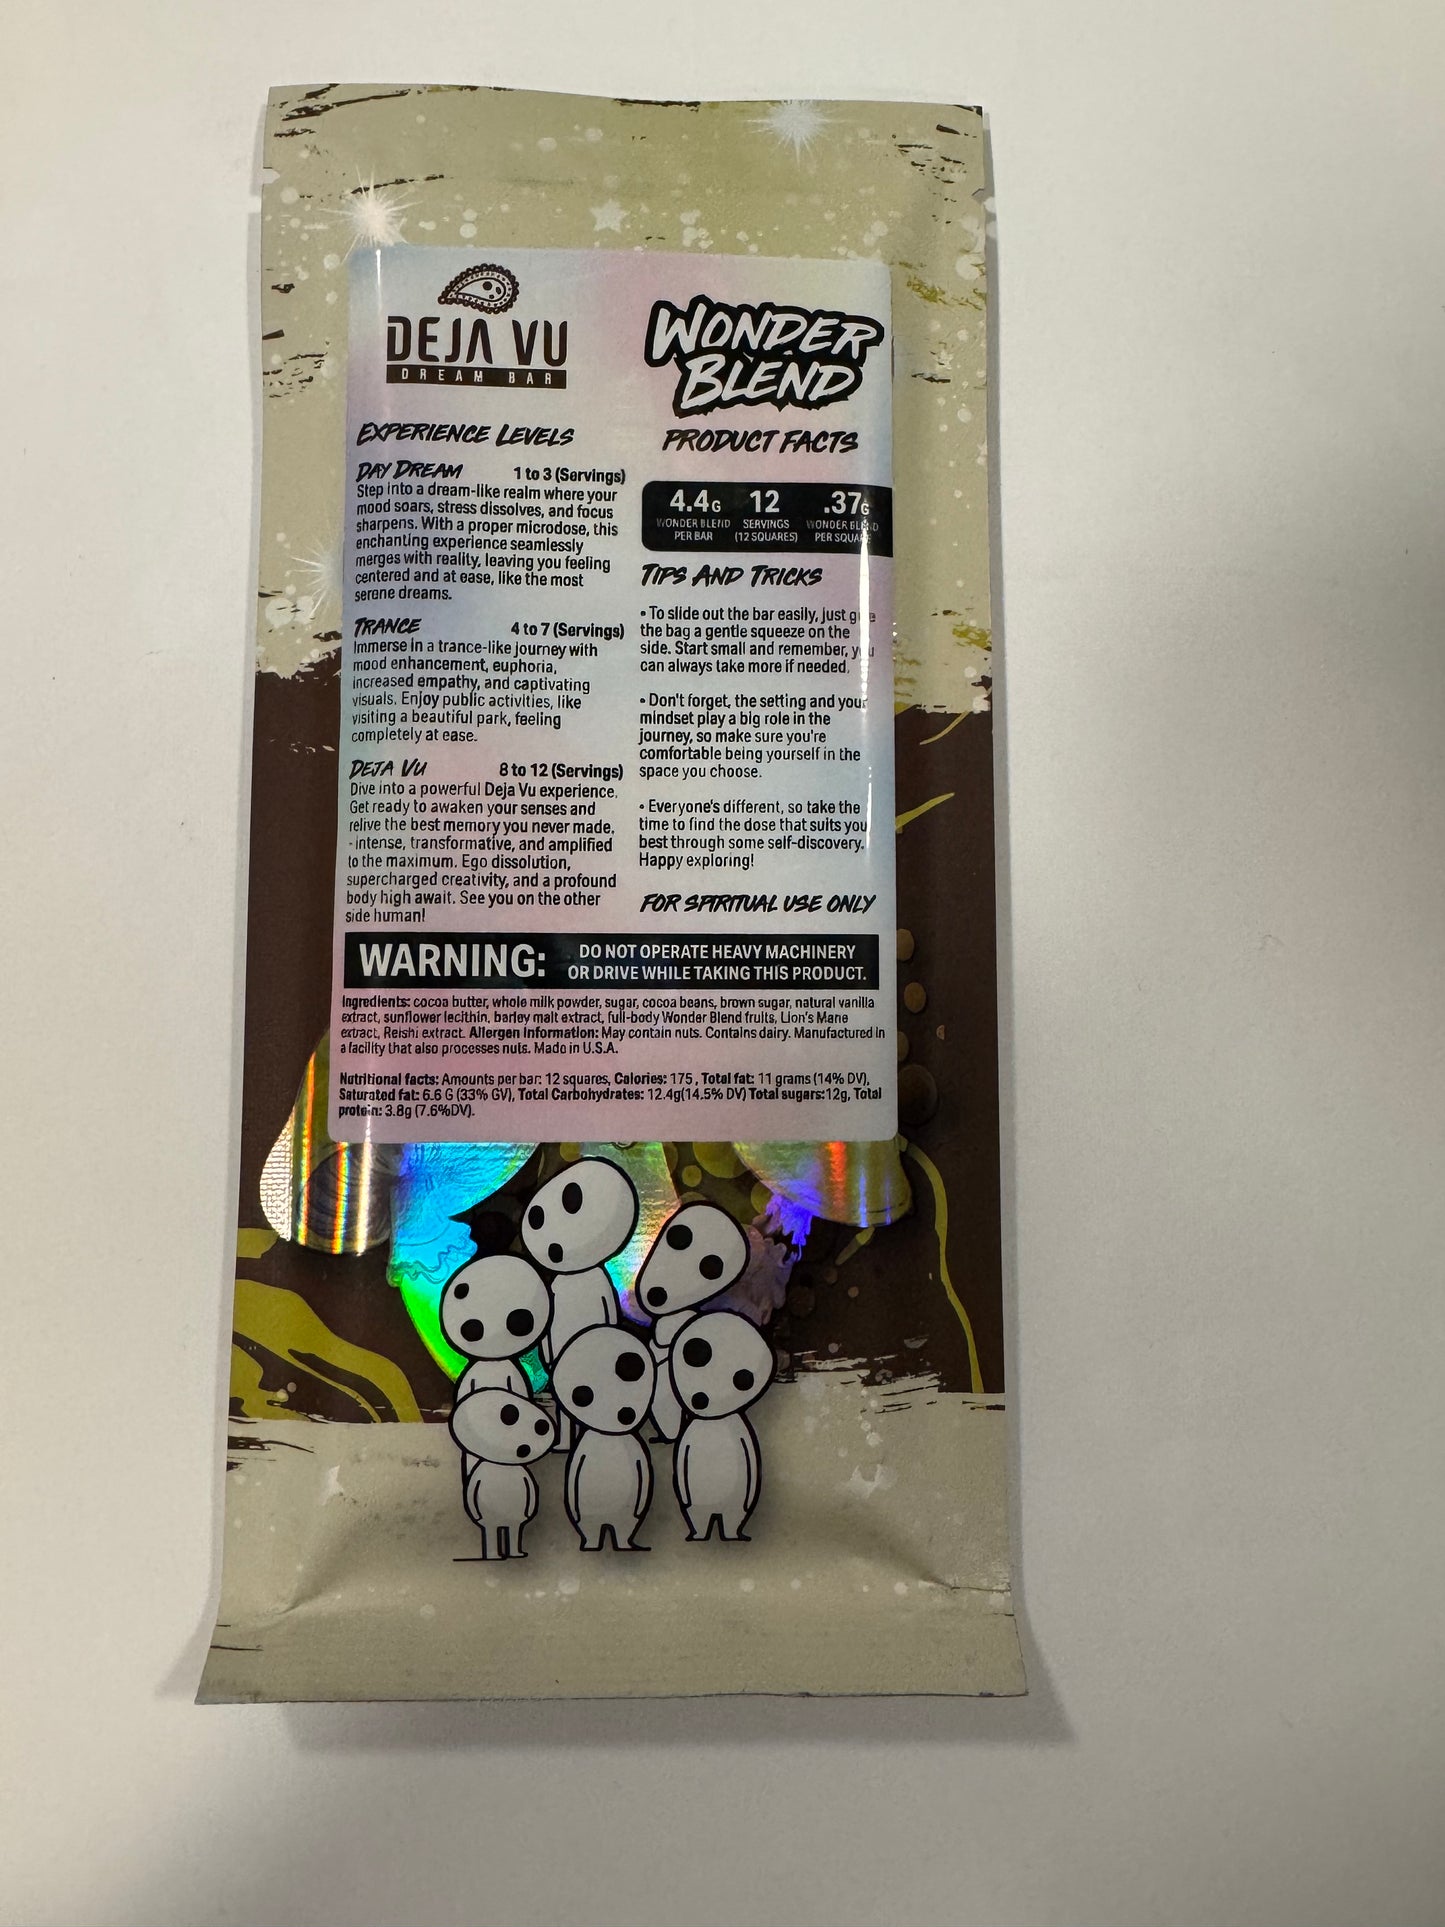 DEJA VU
DREAM BAR
EXPERIENCE LEVELS
DAY DREAM 1 to 3 (Servings)
Step into a dream-like realm where your
mood soars, stress dissolves, and focus
sharpens. With a proper microdose, this
enchanting experience seamlessly
merges with reality, leaving you feeling
centered and at ease, like the most
serene dreams.
TRANCE 4 to 7 (Servings)
Immerse in a trance-like journey with
mood enhancement, euphoria,
increased empathy, and captivating
visuals. Enjoy public activities, like
visiting a beautiful park, feeling
completely at ease.
DEJA VU 8 to 12 (Servings)
Dive into a powerful Deja Vu experience.
Get ready to awaken your senses and
relive the best memory you never made,
- intense, transformative, and amplified
to the maximum. Ego dissolution,
supercharged creativity, and a profound
body high await. See you on the other
side human!
WONDER
BLEND
PRODUCT FACTS
4.4G 12 .37G
WONDER BLEND SERVINGS WONDER BLEND
PER BAR (12 SQUARES) PER SQUARE
TIPS AND TRICKS
• To slide out the bar easily, just give
the bag a gentle squeeze on the
side. Start small and remember, you
can always take more if needed.
• Don't forget, the setting and your
mindset play a big role in the
journey, so make sure you're
comfortable being yourself in the
space you choose.
• Everyone's different, so take the
time to find the dose that suits you
best through some self-discovery.
Happy exploring!
FOR SPIRITUAL USE ONLY
WARNING: DO NOT OPERATE HEAVY MACHINERY
OR DRIVE WHILE TAKING THIS PRODUCT.
Ingredients: cocoa butter, whole milk powder, sugar, cocoa beans, brown sugar, natural vanilla
extract, sunflower lecithin, barley malt extract, full-body Wonder Blend fruits, Lion's Mane
extract, Reishi extract. Allergen Information: May contain nuts. Contains dairy. Manufactured in
a facility that also processes nuts. Made in U.S.A.
Nutritional facts: Amounts per bar: 12 squares, Calories: 175, Total fat: 11 grams (14% DV),
Saturated fat: 6.6 G (33% GV), Total Carbohydrates: 12.4g(14.5% DV) Total sugars:12g, Total
protein: 3.8g (7.6%DV).